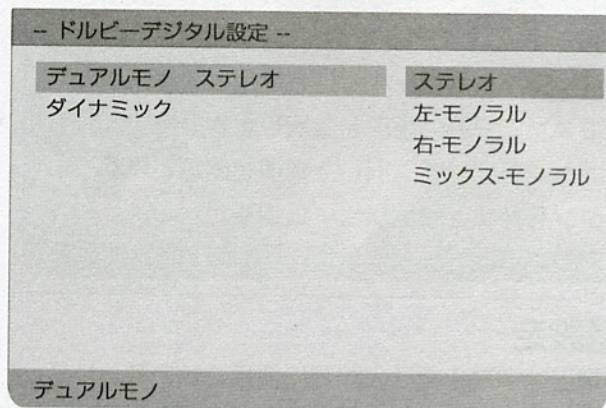 -- ドルビーデジタル設定 --
デュアルモノ ステレオ
ダイナミック
ステレオ
左-モノラル
右-モノラル
ミックス-モノラル
デュアルモノ